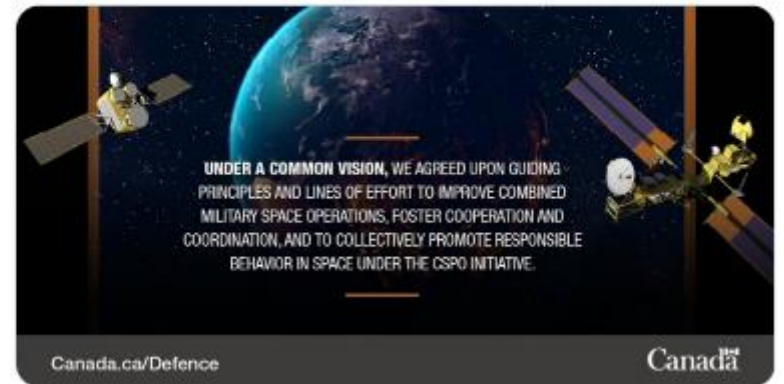 UNDER A COMMON VISION, WE AGREED UPON GUIDING
PRINCIPLES AND LINES OF EFFORT TO IMPROVE COMBINED
MILITARY SPACE OPERATIONS, FOSTER COOPERATION AND
COORDINATION, AND TO COLLECTIVELY PROMOTE RESPONSIBLE
BEHAVIOR IN SPACE UNDER THE CSPO INITIATIVE.
Canada.ca/Defence
Canada